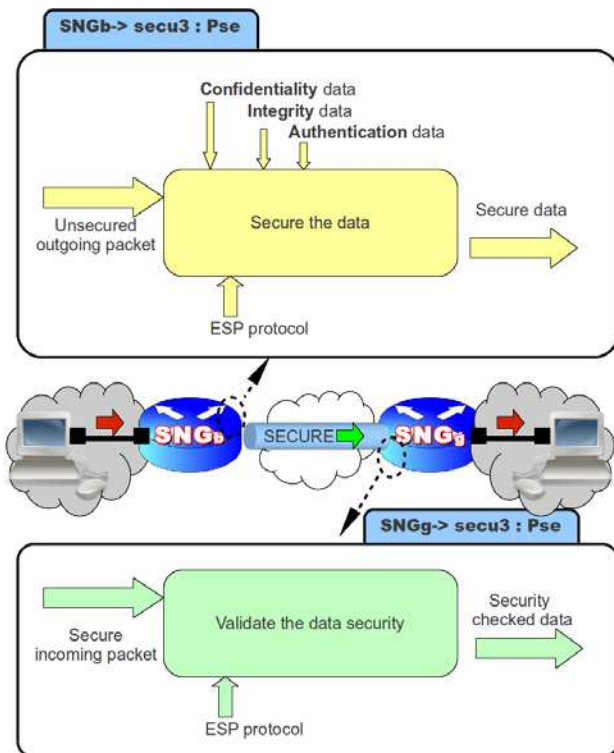 SNGb-> secu3 : Pse
Confidentiality data
Integrity data
Authentication data
Unsecured
outgoing packet
Secure the data
Secure data
ESP protocol
SNGb
SECURE
SNGg
SNGg-> secu3 : Pse
Secure
incoming packet
Validate the data security
Security
checked data
ESP protocol